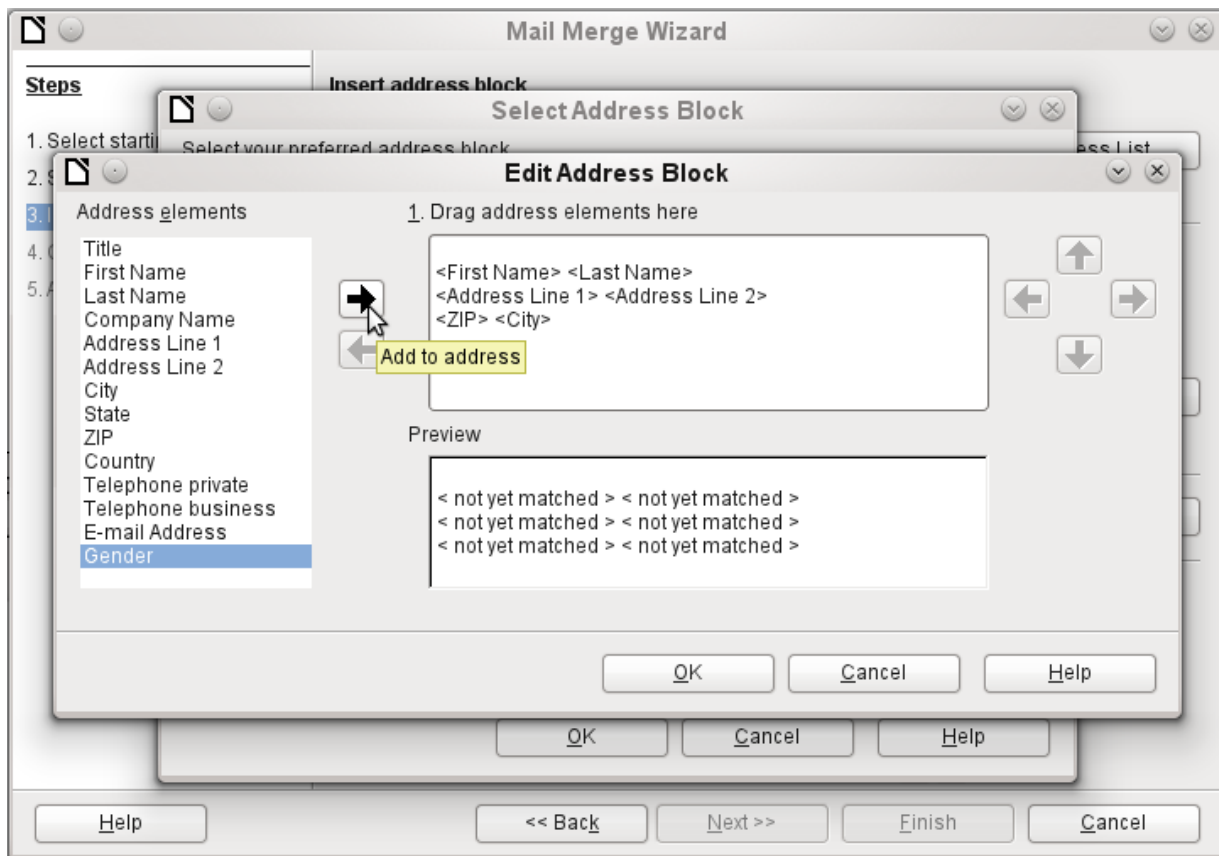 Mail Merge Wizard
Steps
Insert address block
Select Address Block
1. Select starti
Select your preferred address block
ess List
2. S
Edit Address Block
Address elements
1. Drag address elements here
3. I
4. C
5. A
Title
First Name
Last Name
Company Name
Address Line 1
Address Line 2
City
State
ZIP
Country
Telephone private
Telephone business
E-mail Address
Gender
<First Name> <Last Name>
<Address Line 1> <Address Line 2>
<ZIP> <City>
Add to address
Preview
< not yet matched > < not yet matched >
< not yet matched > < not yet matched >
< not yet matched > < not yet matched >
OK Cancel Help
OK Cancel Help
Help << Back Next >> Finish Cancel